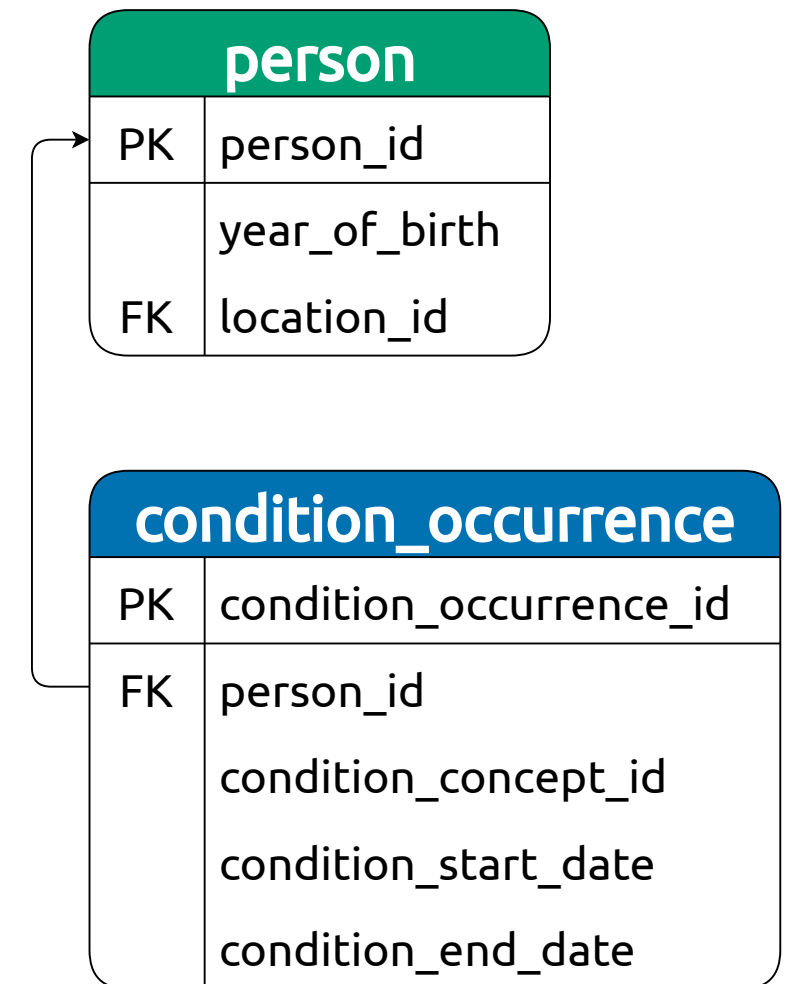 person
PK person_id
year_of_birth
FK location_id
condition_occurrence
PK condition_occurrence_id
FK person_id
condition_concept_id
condition_start_date
condition_end_date